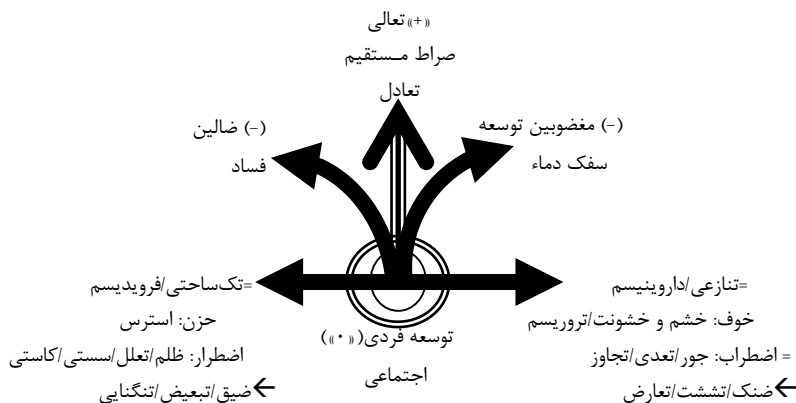 «+» تعالی
صراط مستقیم
تعادل
(-) مغضوبین توسعه
سفک دماء
(-) ضالین
فساد
=تنازعی/داروینیسم
خوف: خشم و خشونت/تروریسم
= اضطراب: جور/تعدی/تجاوز
←ضنک/تشتت/تعارض
توسعه فردی(«۰»)
اجتماعی
=تک‌ساحتی/فرویدیسم
حزن: استرس
اضطرار: ظلم/تعلل/سستی/کاستی
←ضیق/تبعیض/تنگنایی